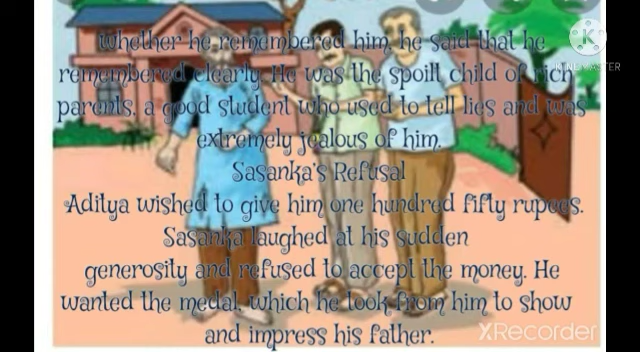 whether he remembered him, he said that he
remembered clearly. He was the spoilt child of rich
parents, a good student who used to tell lies and was
extremely jealous of him.
Sasanka's Refusal
Aditya wished to give him one hundred fifty rupees.
Sasanka laughed at his sudden
generosity and refused to accept the money. He
wanted the medal, which he took from him to show
and impress his father.
KINEMASTER
XRecorder